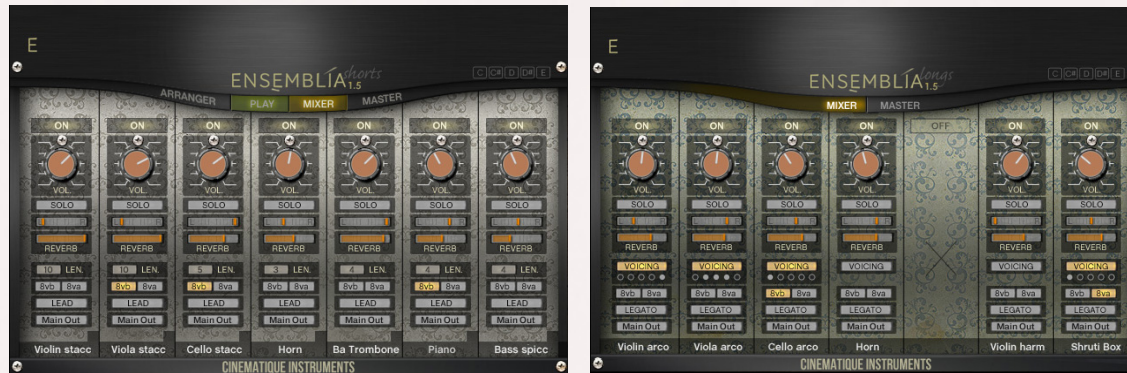 E
ENSEMBLIA shorts
1.5
C C# D D# E
ARRANGER PLAY MIXER MASTER
ON ON ON ON ON ON ON
VOL. VOL. VOL. VOL. VOL. VOL. VOL.
SOLO SOLO SOLO SOLO SOLO SOLO SOLO
REVERB REVERB REVERB REVERB REVERB REVERB REVERB
10 LEN. 10 LEN. 5 LEN. 3 LEN. 4 LEN. 4 LEN. 4 LEN.
8vb 8va 8vb 8va 8vb 8va 8vb 8va 8vb 8va 8vb 8va 8vb 8va
LEAD LEAD LEAD LEAD LEAD LEAD LEAD
Main Out Main Out Main Out Main Out Main Out Main Out Main Out
Violin stacc Viola stacc Cello stacc Horn Ba Trombone Piano Bass spicc
CINEMATIQUE INSTRUMENTS
E
ENSEMBLIA longs
1.5
C C# D D# E
MIXER MASTER
ON ON ON ON OFF ON ON
VOL. VOL. VOL. VOL. VOL. VOL.
SOLO SOLO SOLO SOLO SOLO SOLO
REVERB REVERB REVERB REVERB REVERB REVERB
VOICING VOICING VOICING VOICING VOICING VOICING
8vb 8va 8vb 8va 8vb 8va 8vb 8va 8vb 8va 8vb 8va
LEGATO LEGATO LEGATO LEGATO LEGATO LEGATO
Main Out Main Out Main Out Main Out Main Out Main Out
Violin arco Viola arco Cello arco Horn Violin harm Shruti Box
CINEMATIQUE INSTRUMENTS